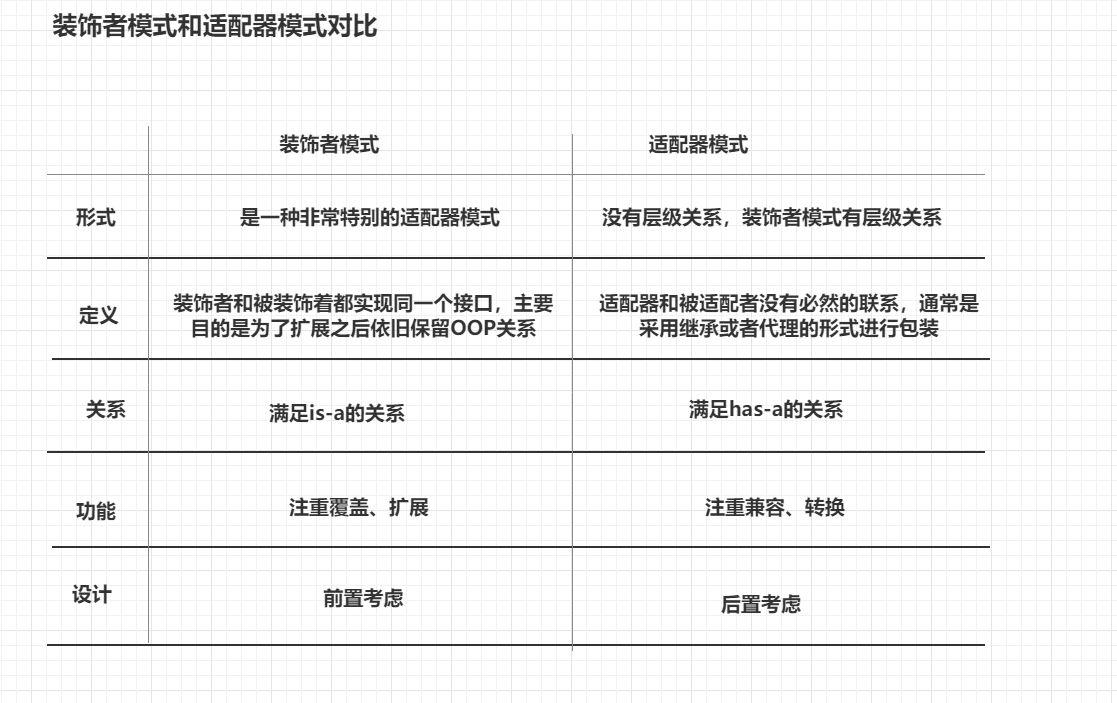 装饰者模式和适配器模式对比
装饰者模式
适配器模式
形式
是一种非常特别的适配器模式
没有层级关系，装饰者模式有层级关系
定义
装饰者和被装饰着都实现同一个接口，主要
目的是为了扩展之后依旧保留OOP关系
适配器和被适配者没有必然的联系，通常是
采用继承或者代理的形式进行包装
关系
满足is-a的关系
满足has-a的关系
功能
注重覆盖、扩展
注重兼容、转换
设计
前置考虑
后置考虑